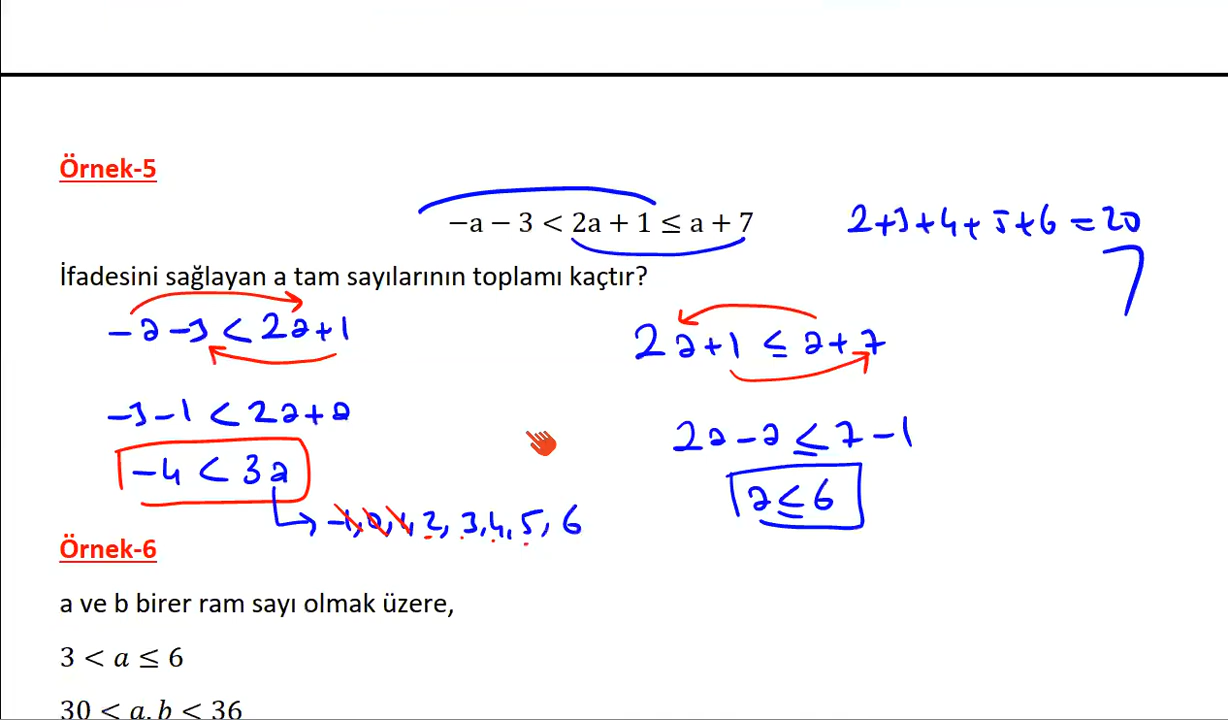 Örnek-5
−a − 3 < 2a + 1 ≤ a + 7
2+3+4+5+6=20
İfadesini sağlayan a tam sayılarının toplamı kaçtır?
−a−3<2a+1
2a+1≤a+7
−3−1<2a+a
2a−a≤7−1
−4<3a
a≤6
−1,0,1,2,3,4,5,6
Örnek-6
a ve b birer ram sayı olmak üzere,
3 < a ≤ 6
30 < a.b < 36